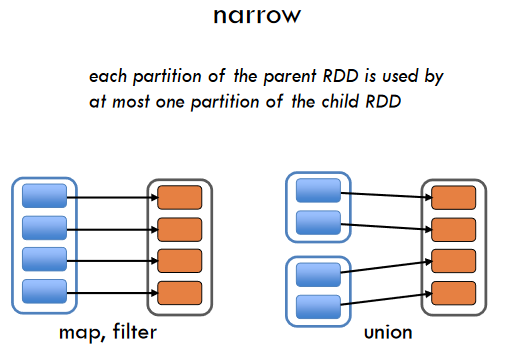 narrow
each partition of the parent RDD is used by
at most one partition of the child RDD
map, filter
union